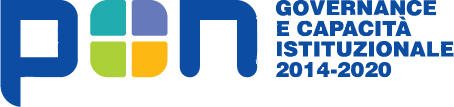 pon
GOVERNANCE
E CAPACITÀ
ISTITUZIONALE
2014-2020